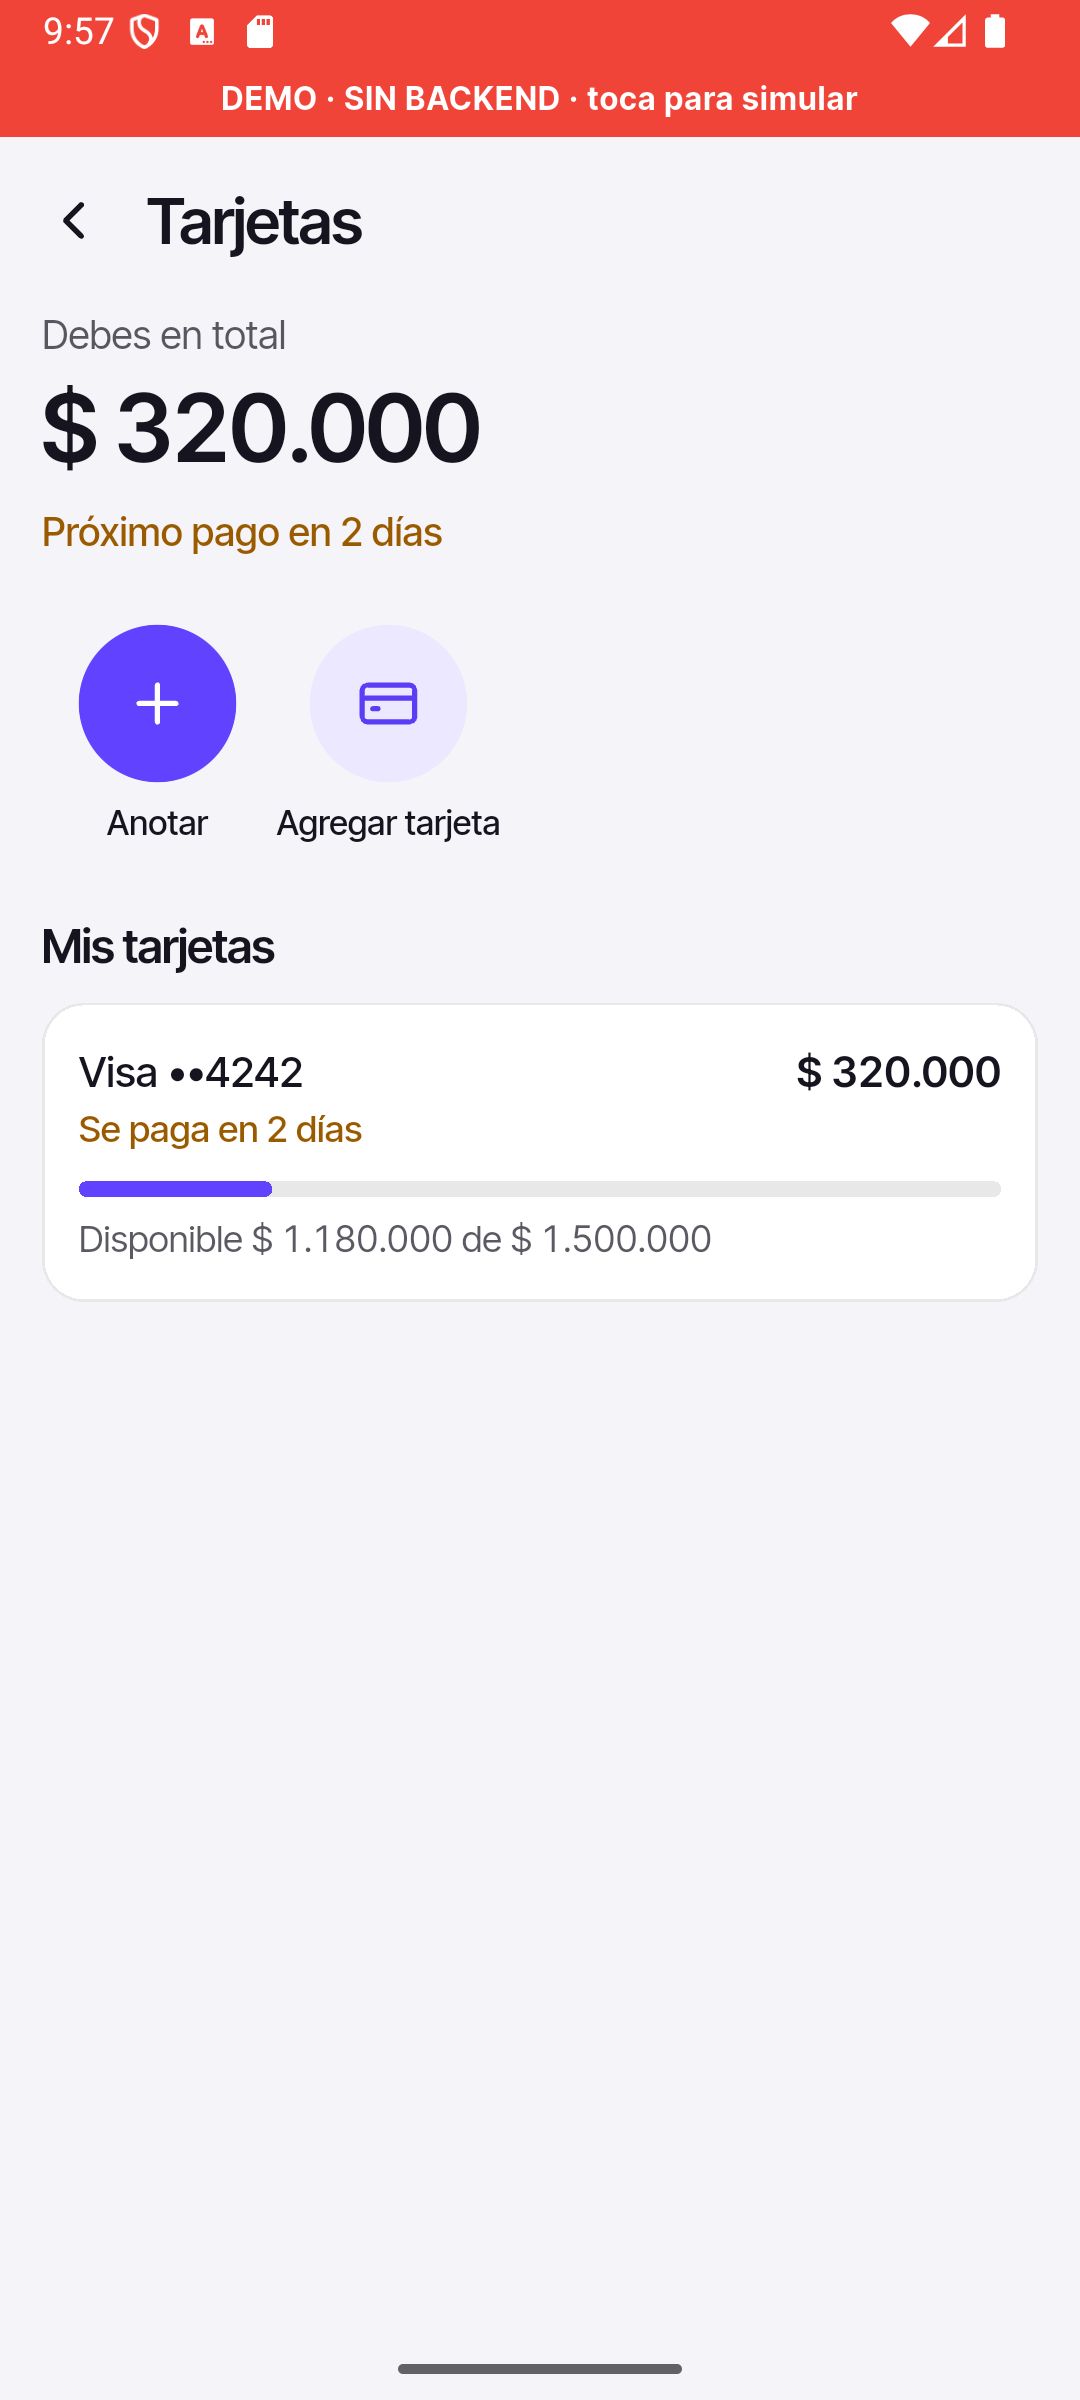 9:57
DEMO · SIN BACKEND · toca para simular
Tarjetas
Debes en total
$ 320.000
Próximo pago en 2 días
Anotar
Agregar tarjeta
Mis tarjetas
Visa ••4242
$ 320.000
Se paga en 2 días
Disponible $ 1.180.000 de $ 1.500.000